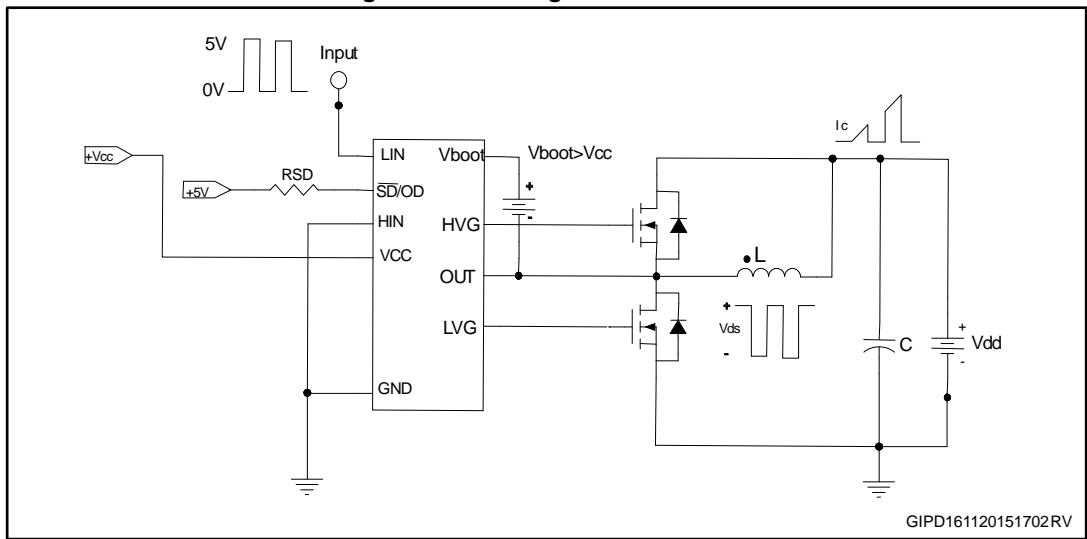 5V
0V
Input
+Vcc
+5V
RSD
LIN
SD/OD
HIN
VCC
GND
Vboot
HVG
OUT
LVG
Vboot>Vcc
+
-
L
+
Vds
-
Ic
C
+
Vdd
-
GIPD161120151702RV